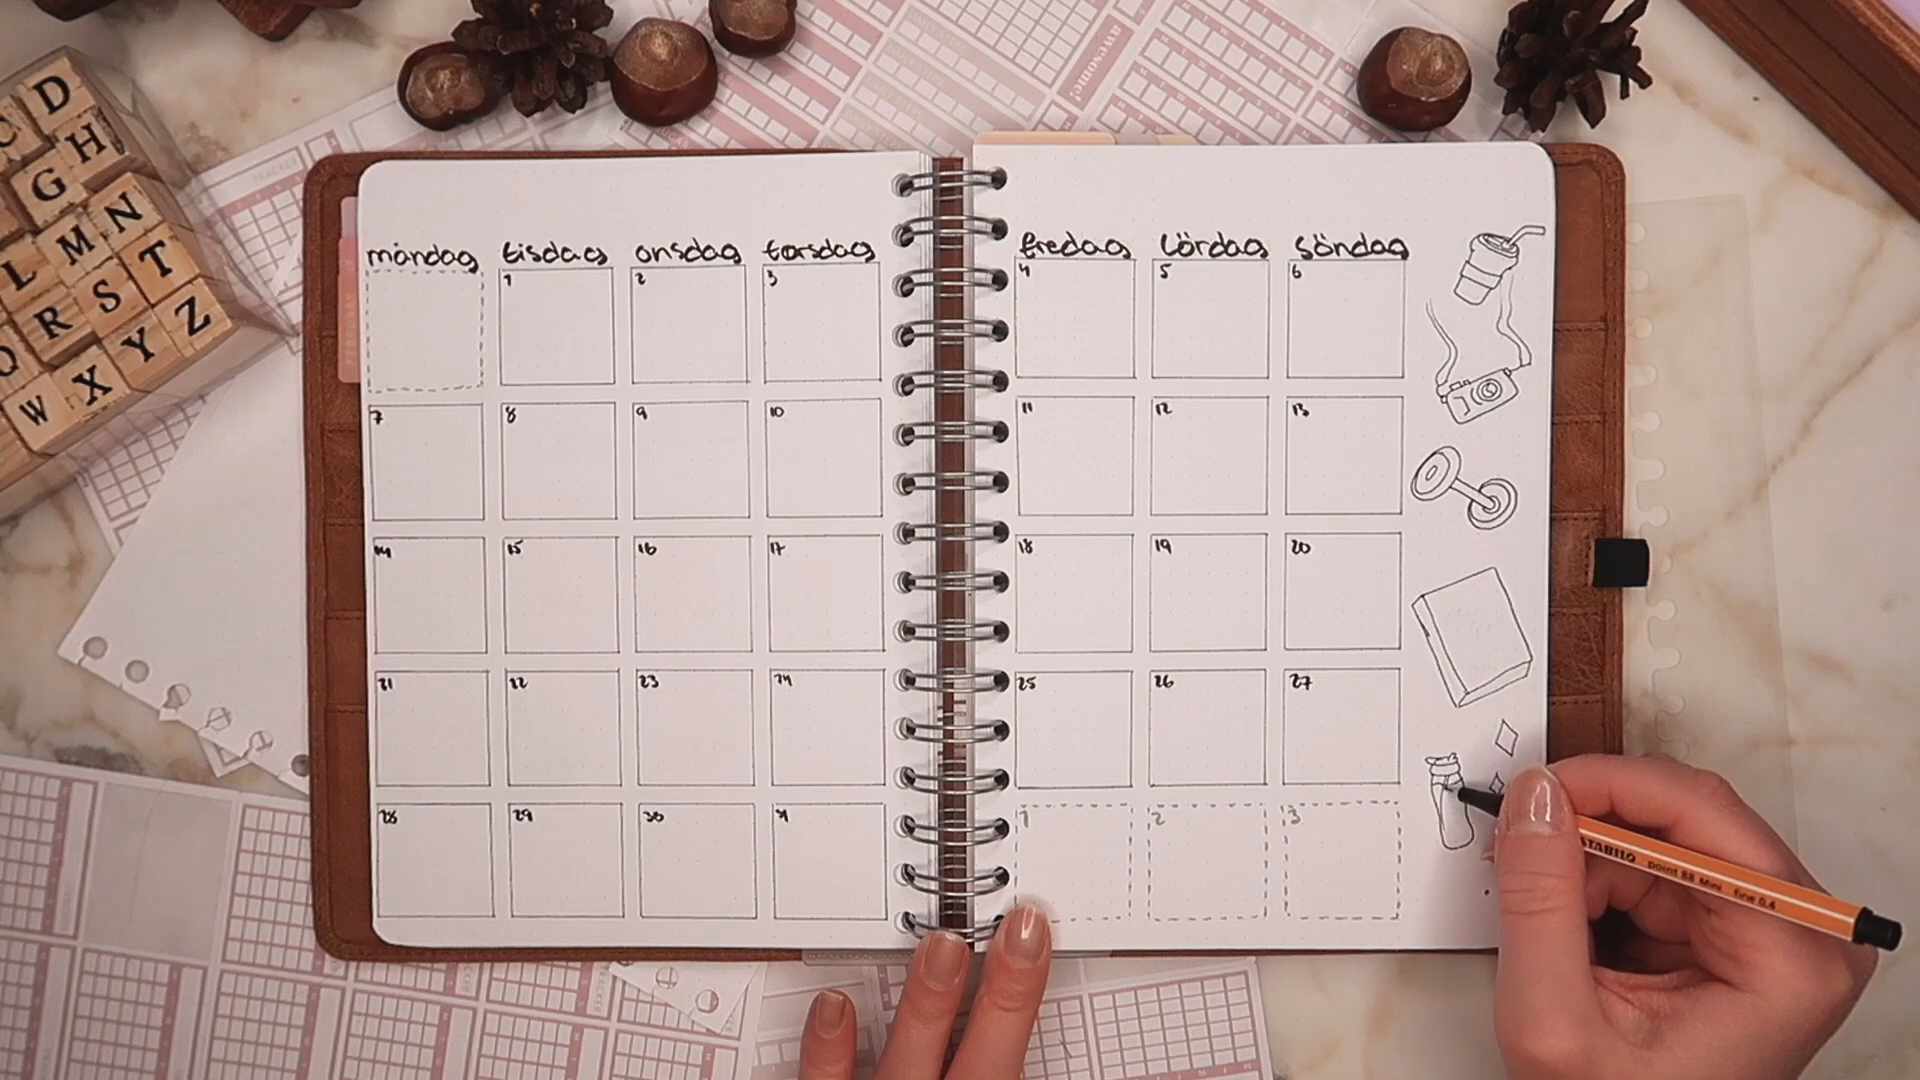 måndag tisdag onsdag torsdag fredag lördag söndag
1 2 3 4 5 6
7 8 9 10 11 12 13
14 15 16 17 18 19 20
21 22 23 24 25 26 27
28 29 30 31 1 2 3
C D
G H
L M N
R S T
W X Y Z
awesome!
TRACKER
STABILO point 88 Mini fine 0.4